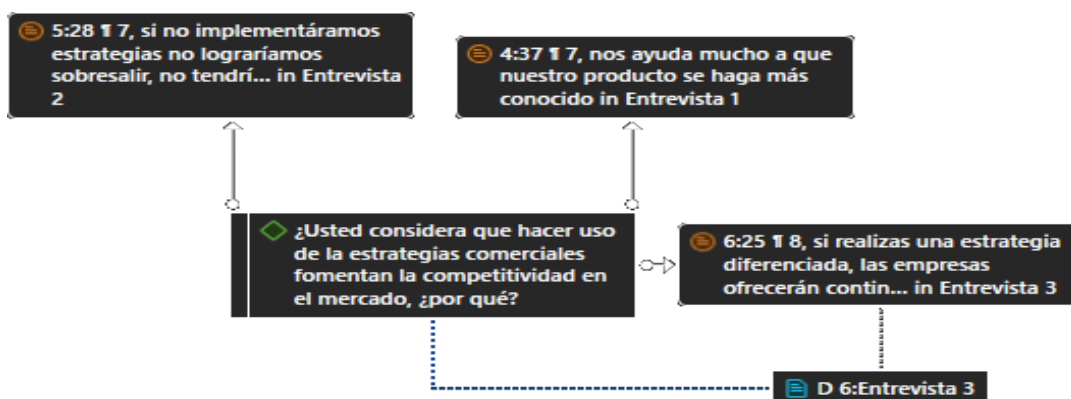 5:28 ¶ 7, si no implementáramos
estrategias no lograríamos
sobresalir, no tendrí... in Entrevista
2
4:37 ¶ 7, nos ayuda mucho a que
nuestro producto se haga más
conocido in Entrevista 1
¿Usted considera que hacer uso
de la estrategias comerciales
fomentan la competitividad en
el mercado, ¿por qué?
6:25 ¶ 8, si realizas una estrategia
diferenciada, las empresas
ofrecerán contin... in Entrevista 3
D 6:Entrevista 3